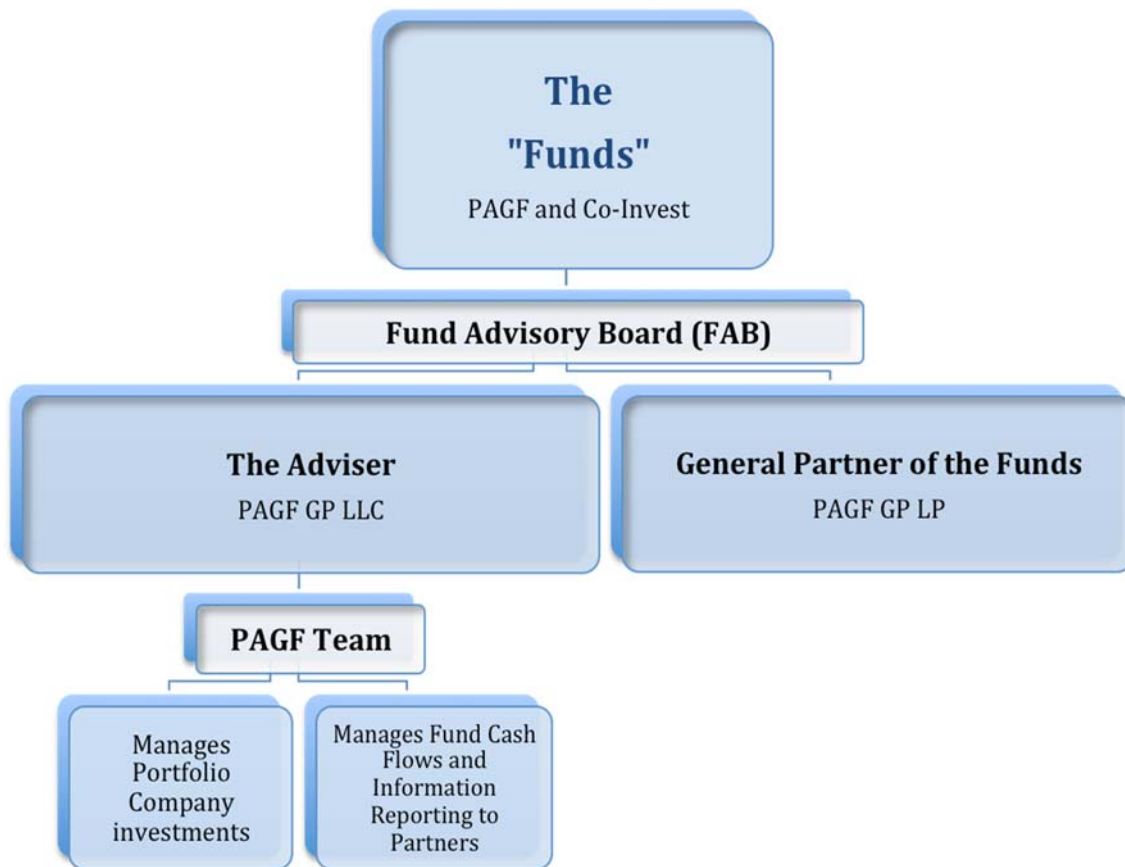 The
"Funds"
PAGF and Co-Invest
Fund Advisory Board (FAB)
The Adviser
PAGF GP LLC
General Partner of the Funds
PAGF GP LP
PAGF Team
Manages
Portfolio
Company
investments
Manages Fund Cash
Flows and
Information
Reporting to
Partners